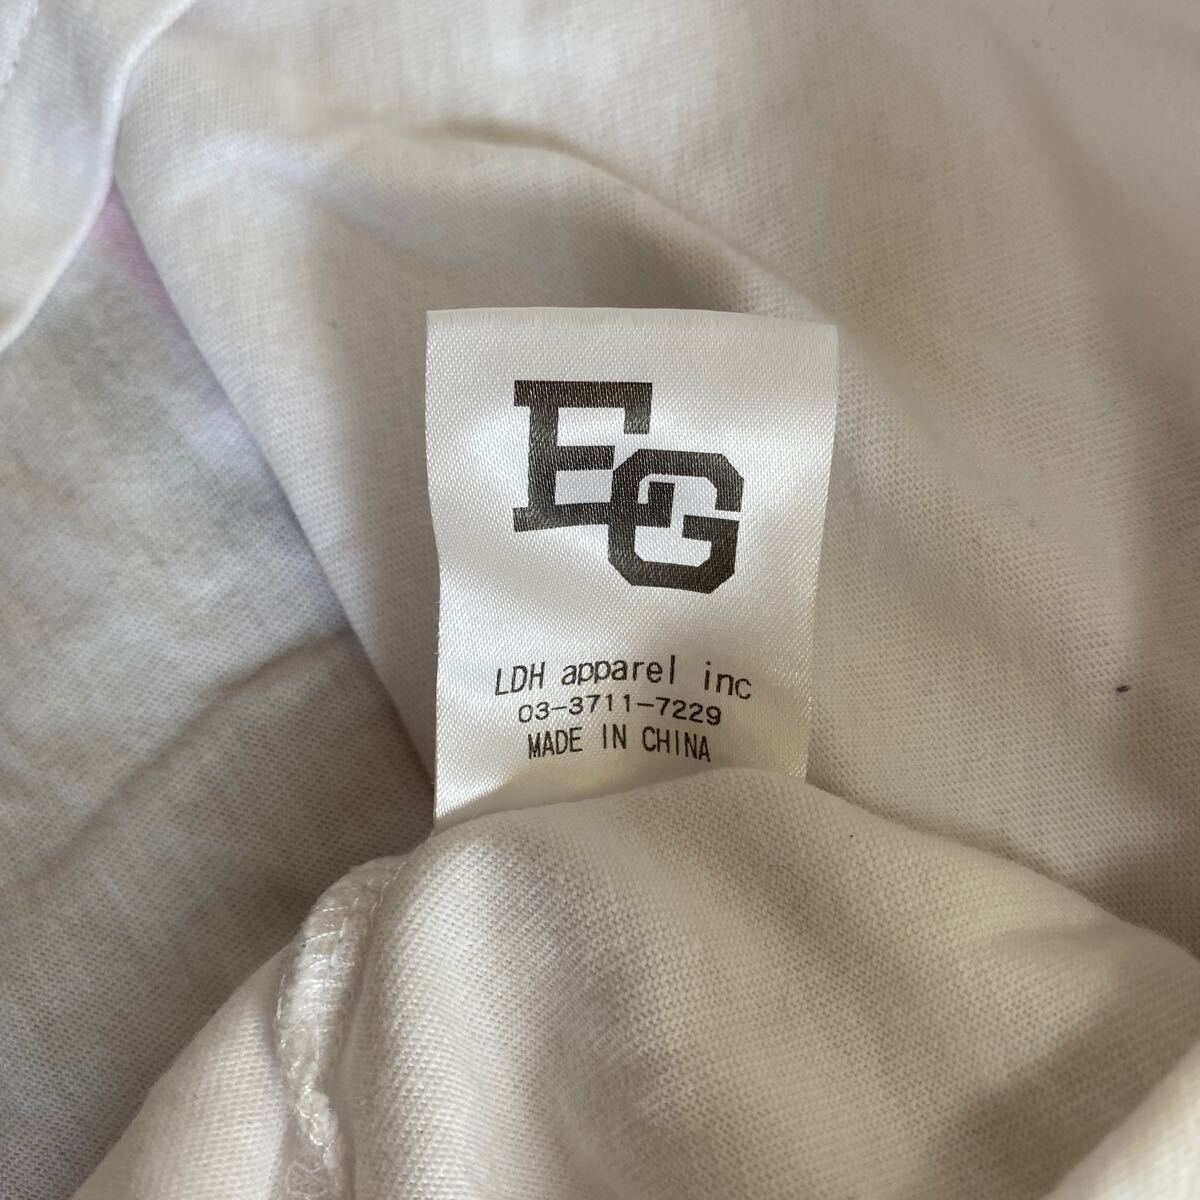 EG
LDH apparel inc
03-3711-7229
MADE IN CHINA